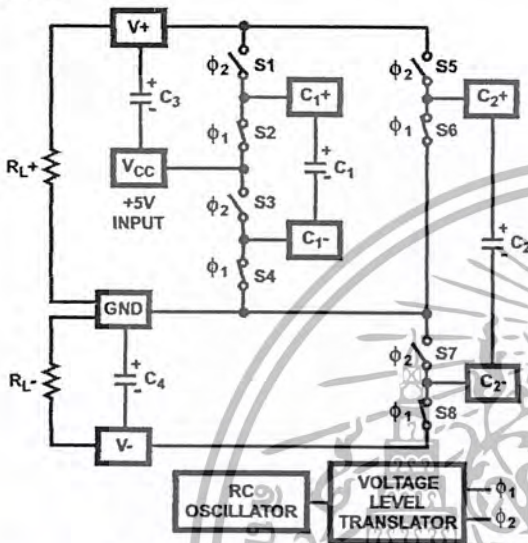 V+
ϕ2 S1
ϕ2 S5
C1+
C2+
+
C3
-
ϕ1 S2
ϕ1 S6
RL+
VCC
+
C1
-
+5V
INPUT
ϕ2 S3
C1-
+
C2
-
ϕ1 S4
GND
RL-
+
C4
-
ϕ2 S7
C2-
ϕ1 S8
V-
RC
OSCILLATOR
VOLTAGE
LEVEL
TRANSLATOR
ϕ1
ϕ2